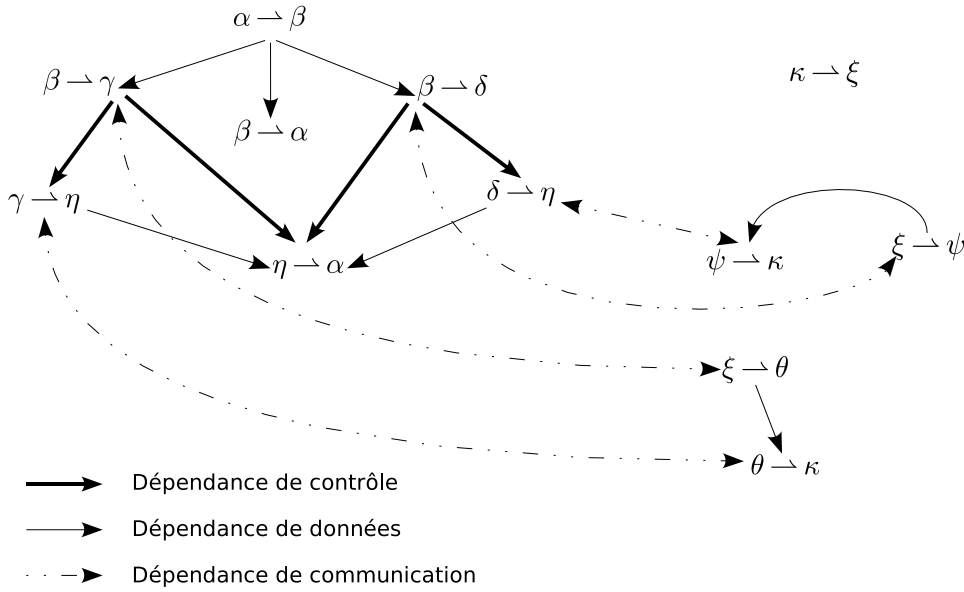 α ⇀ β
β ⇀ γ
β ⇀ δ
κ ⇀ ξ
β ⇀ α
γ ⇀ η
δ ⇀ η
η ⇀ α
ψ ⇀ κ
ξ ⇀ ψ
ξ ⇀ θ
θ ⇀ κ
Dépendance de contrôle
Dépendance de données
Dépendance de communication